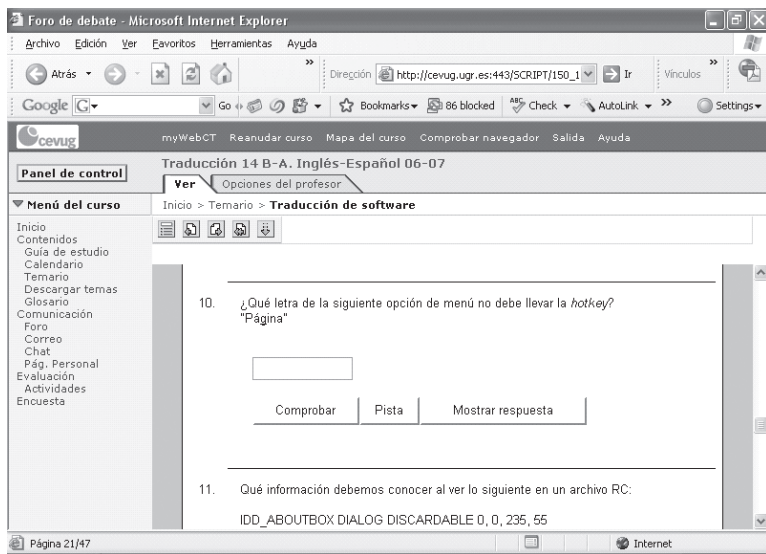 Foro de debate - Microsoft Internet Explorer
Archivo Edición Ver Favoritos Herramientas Ayuda
Atrás » Dirección http://cevug.ugr.es:443/SCRIPT/150_1 Ir Vínculos »
Google G Go Bookmarks 86 blocked ABC Check AutoLink » Settings
cevug myWebCT Reanudar curso Mapa del curso Comprobar navegador Salida Ayuda
Panel de control
Traducción 14 B-A. Inglés-Español 06-07
Ver Opciones del profesor
Menú del curso
Inicio > Temario > Traducción de software
Inicio
Contenidos
Guía de estudio
Calendario
Temario
Descargar temas
Glosario
Comunicación
Foro
Correo
Chat
Pág. Personal
Evaluación
Actividades
Encuesta
10. ¿Qué letra de la siguiente opción de menú no debe llevar la hotkey?
"Página"
Comprobar Pista Mostrar respuesta
11. Qué información debemos conocer al ver lo siguiente en un archivo RC:
IDD_ABOUTBOX DIALOG DISCARDABLE 0, 0, 235, 55
Página 21/47 Internet